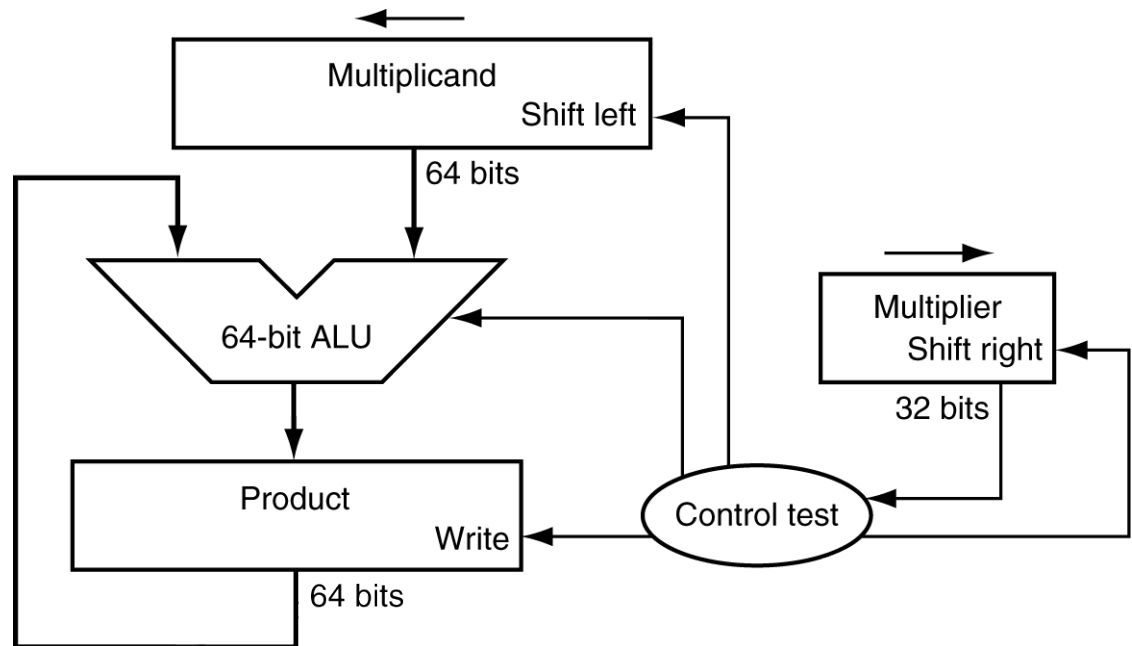 Multiplicand
Shift left
64 bits
64-bit ALU
Multiplier
Shift right
32 bits
Product
Write
Control test
64 bits